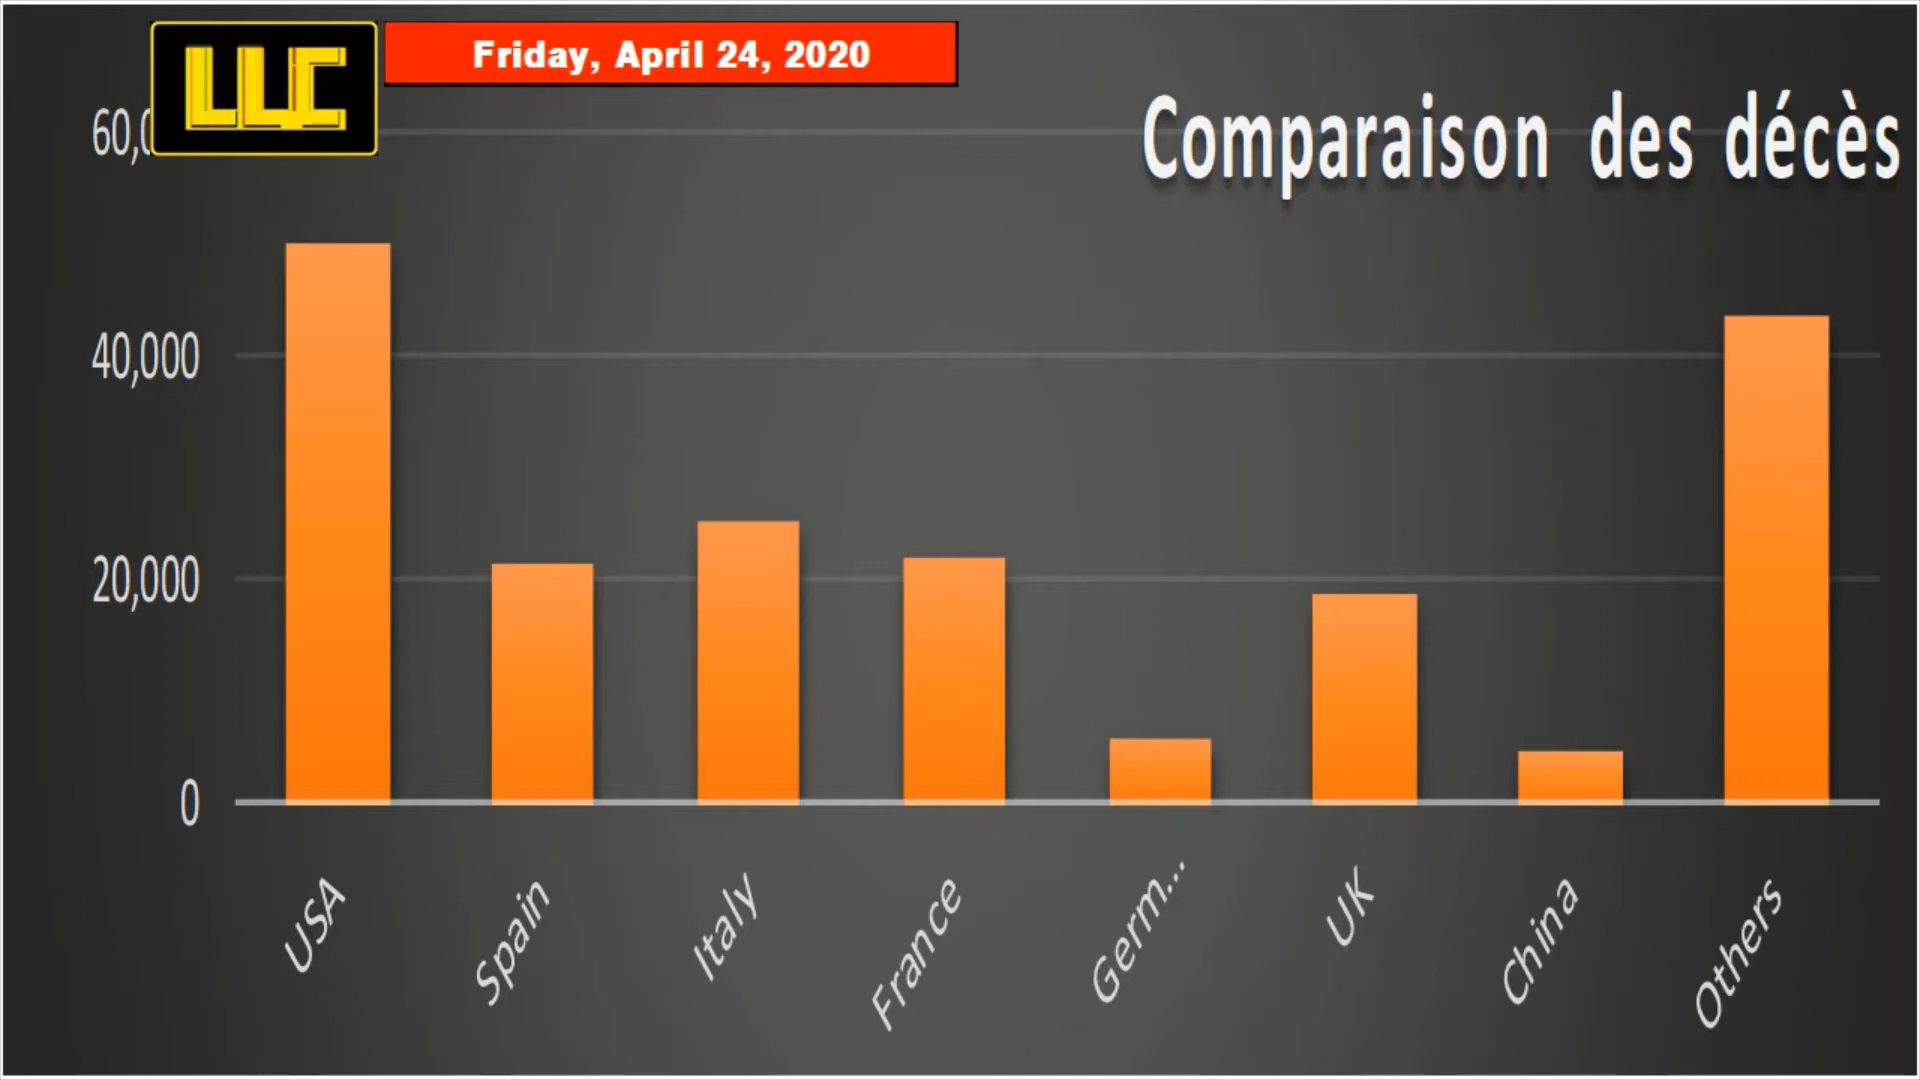 LLC
Friday, April 24, 2020
Comparaison des décès
60,0
40,000
20,000
0
USA
Spain
Italy
France
Germ...
UK
China
Others